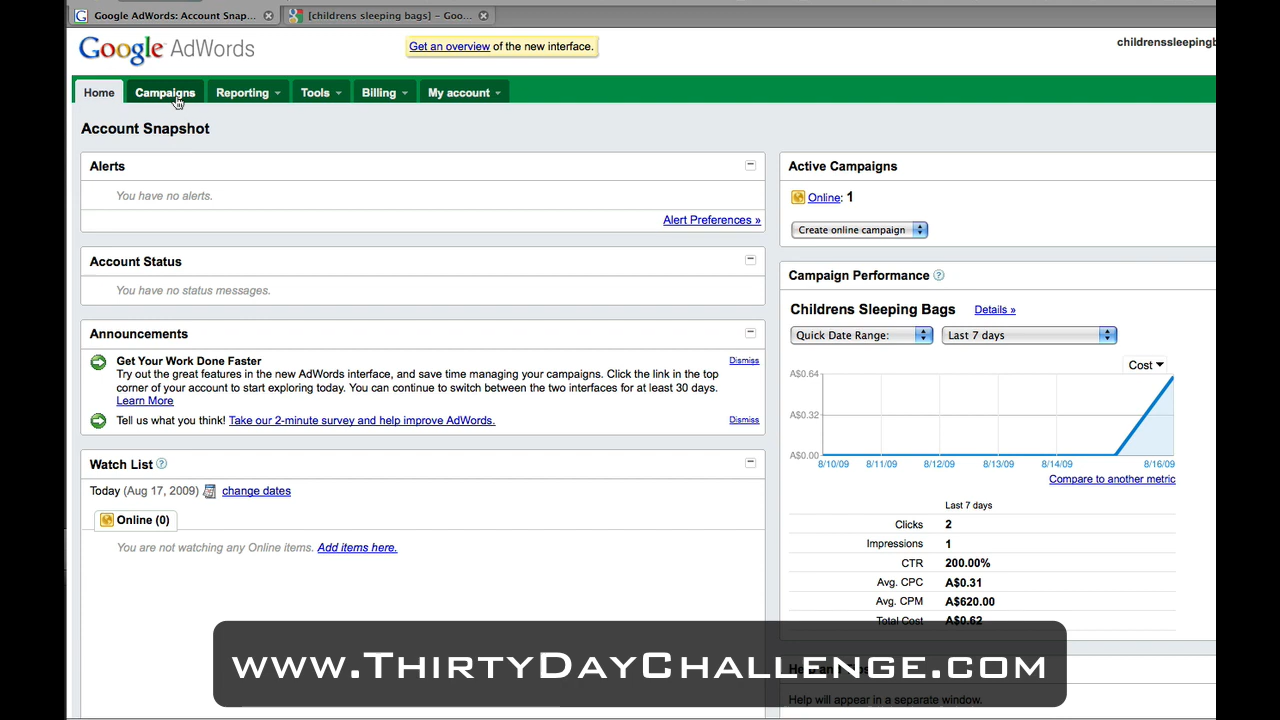 Google AdWords: Account Snap...
[childrens sleeping bags] – Goo...
Google AdWords
Get an overview of the new interface.
childrenssleepingb
Home Campaigns Reporting Tools Billing My account
Account Snapshot
Alerts
You have no alerts.
Alert Preferences »
Account Status
You have no status messages.
Announcements
Get Your Work Done Faster
Dismiss
Try out the great features in the new AdWords interface, and save time managing your campaigns. Click the link in the top
corner of your account to start exploring today. You can continue to switch between the two interfaces for at least 30 days.
Learn More
Tell us what you think! Take our 2-minute survey and help improve AdWords.
Dismiss
Watch List ?
Today (Aug 17, 2009) change dates
Online (0)
You are not watching any Online items. Add items here.
Active Campaigns
Online: 1
Create online campaign
Campaign Performance ?
Childrens Sleeping Bags Details »
Quick Date Range: Last 7 days
Cost
A$0.64
A$0.32
A$0.00
8/10/09 8/11/09 8/12/09 8/13/09 8/14/09 8/16/09
Compare to another metric
Last 7 days
Clicks 2
Impressions 1
CTR 200.00%
Avg. CPC A$0.31
Avg. CPM A$620.00
Total Cost A$0.62
Help and Tips
Help will appear in a separate window.
www.ThirtyDayChallenge.com